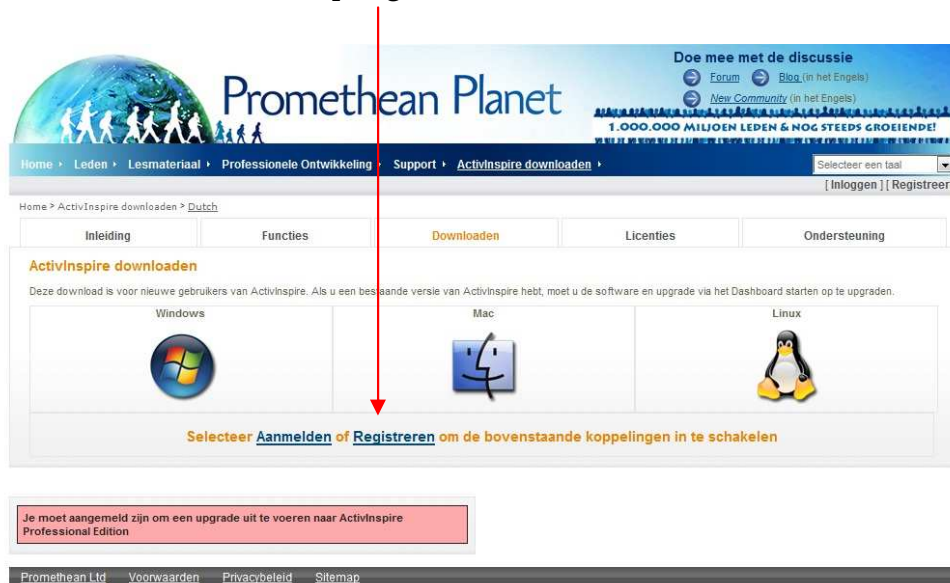 Doe mee met de discussie
Forum Blog (in het Engels)
New Community (in het Engels)
Promethean Planet
1.000.000 MILJOEN LEDEN & NOG STEEDS GROEIENDE!
Home Leden Lesmateriaal Professionele Ontwikkeling Support ActivInspire downloaden
Selecteer een taal
[ Inloggen ] [ Registreer
Home > ActivInspire downloaden > Dutch
Inleiding Functies Downloaden Licenties Ondersteuning
ActivInspire downloaden
Deze download is voor nieuwe gebruikers van ActivInspire. Als u een bestaande versie van ActivInspire hebt, moet u de software en upgrade via het Dashboard starten op te upgraden.
Windows Mac Linux
Selecteer Aanmelden of Registreren om de bovenstaande koppelingen in te schakelen
Je moet aangemeld zijn om een upgrade uit te voeren naar ActivInspire
Professional Edition
Promethean Ltd Voorwaarden Privacybeleid Sitemap